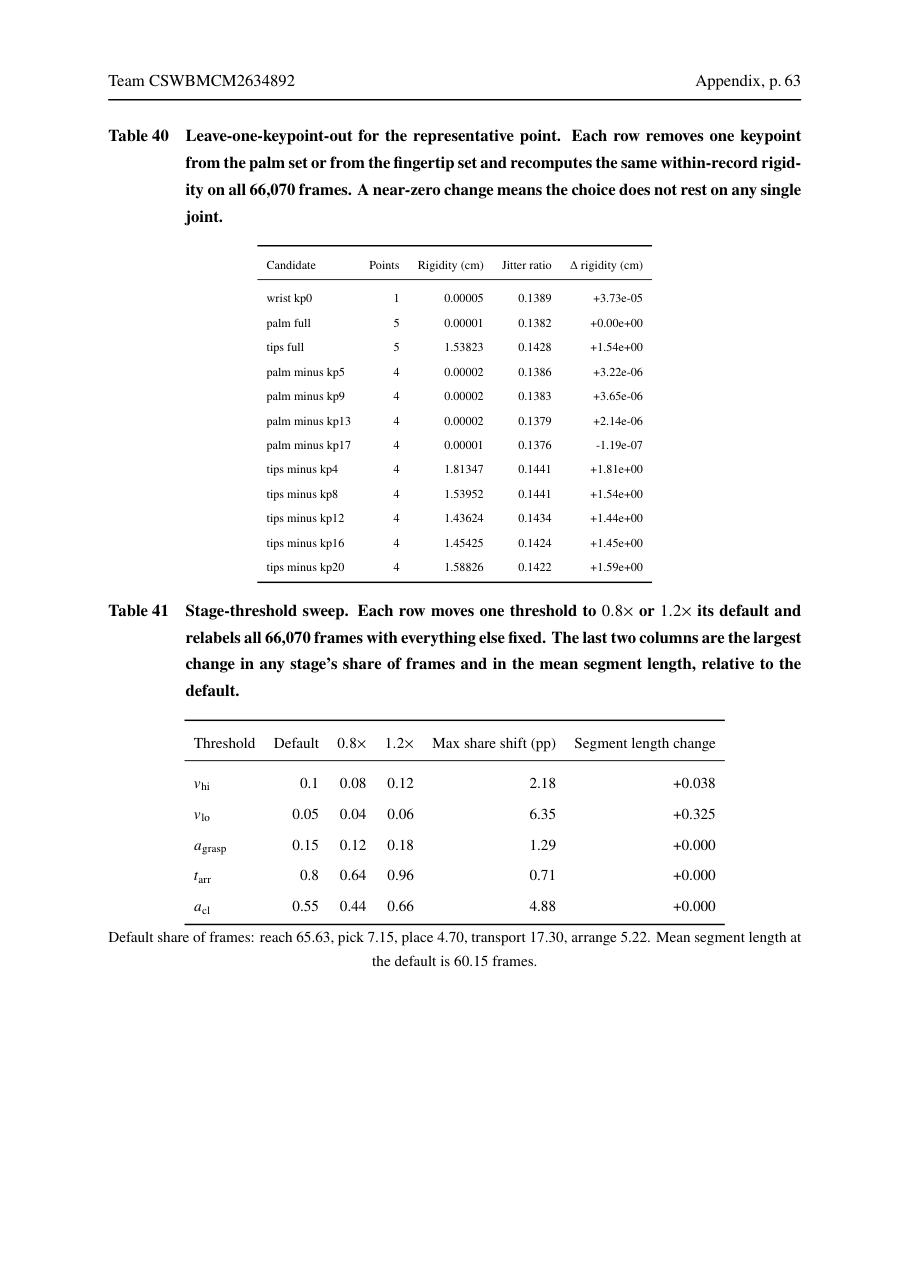 Team CSWBMCM2634892 Appendix, p. 63
Table 40 Leave-one-keypoint-out for the representative point. Each row removes one keypoint
from the palm set or from the fingertip set and recomputes the same within-record rigid-
ity on all 66,070 frames. A near-zero change means the choice does not rest on any single
joint.
Candidate Points Rigidity (cm) Jitter ratio Δ rigidity (cm)
wrist kp0 1 0.00005 0.1389 +3.73e-05
palm full 5 0.00001 0.1382 +0.00e+00
tips full 5 1.53823 0.1428 +1.54e+00
palm minus kp5 4 0.00002 0.1386 +3.22e-06
palm minus kp9 4 0.00002 0.1383 +3.65e-06
palm minus kp13 4 0.00002 0.1379 +2.14e-06
palm minus kp17 4 0.00001 0.1376 -1.19e-07
tips minus kp4 4 1.81347 0.1441 +1.81e+00
tips minus kp8 4 1.53952 0.1441 +1.54e+00
tips minus kp12 4 1.43624 0.1434 +1.44e+00
tips minus kp16 4 1.45425 0.1424 +1.45e+00
tips minus kp20 4 1.58826 0.1422 +1.59e+00
Table 41 Stage-threshold sweep. Each row moves one threshold to 0.8× or 1.2× its default and
relabels all 66,070 frames with everything else fixed. The last two columns are the largest
change in any stage's share of frames and in the mean segment length, relative to the
default.
Threshold Default 0.8× 1.2× Max share shift (pp) Segment length change
v_hi 0.1 0.08 0.12 2.18 +0.038
v_lo 0.05 0.04 0.06 6.35 +0.325
a_grasp 0.15 0.12 0.18 1.29 +0.000
t_arr 0.8 0.64 0.96 0.71 +0.000
a_cl 0.55 0.44 0.66 4.88 +0.000
Default share of frames: reach 65.63, pick 7.15, place 4.70, transport 17.30, arrange 5.22. Mean segment length at
the default is 60.15 frames.